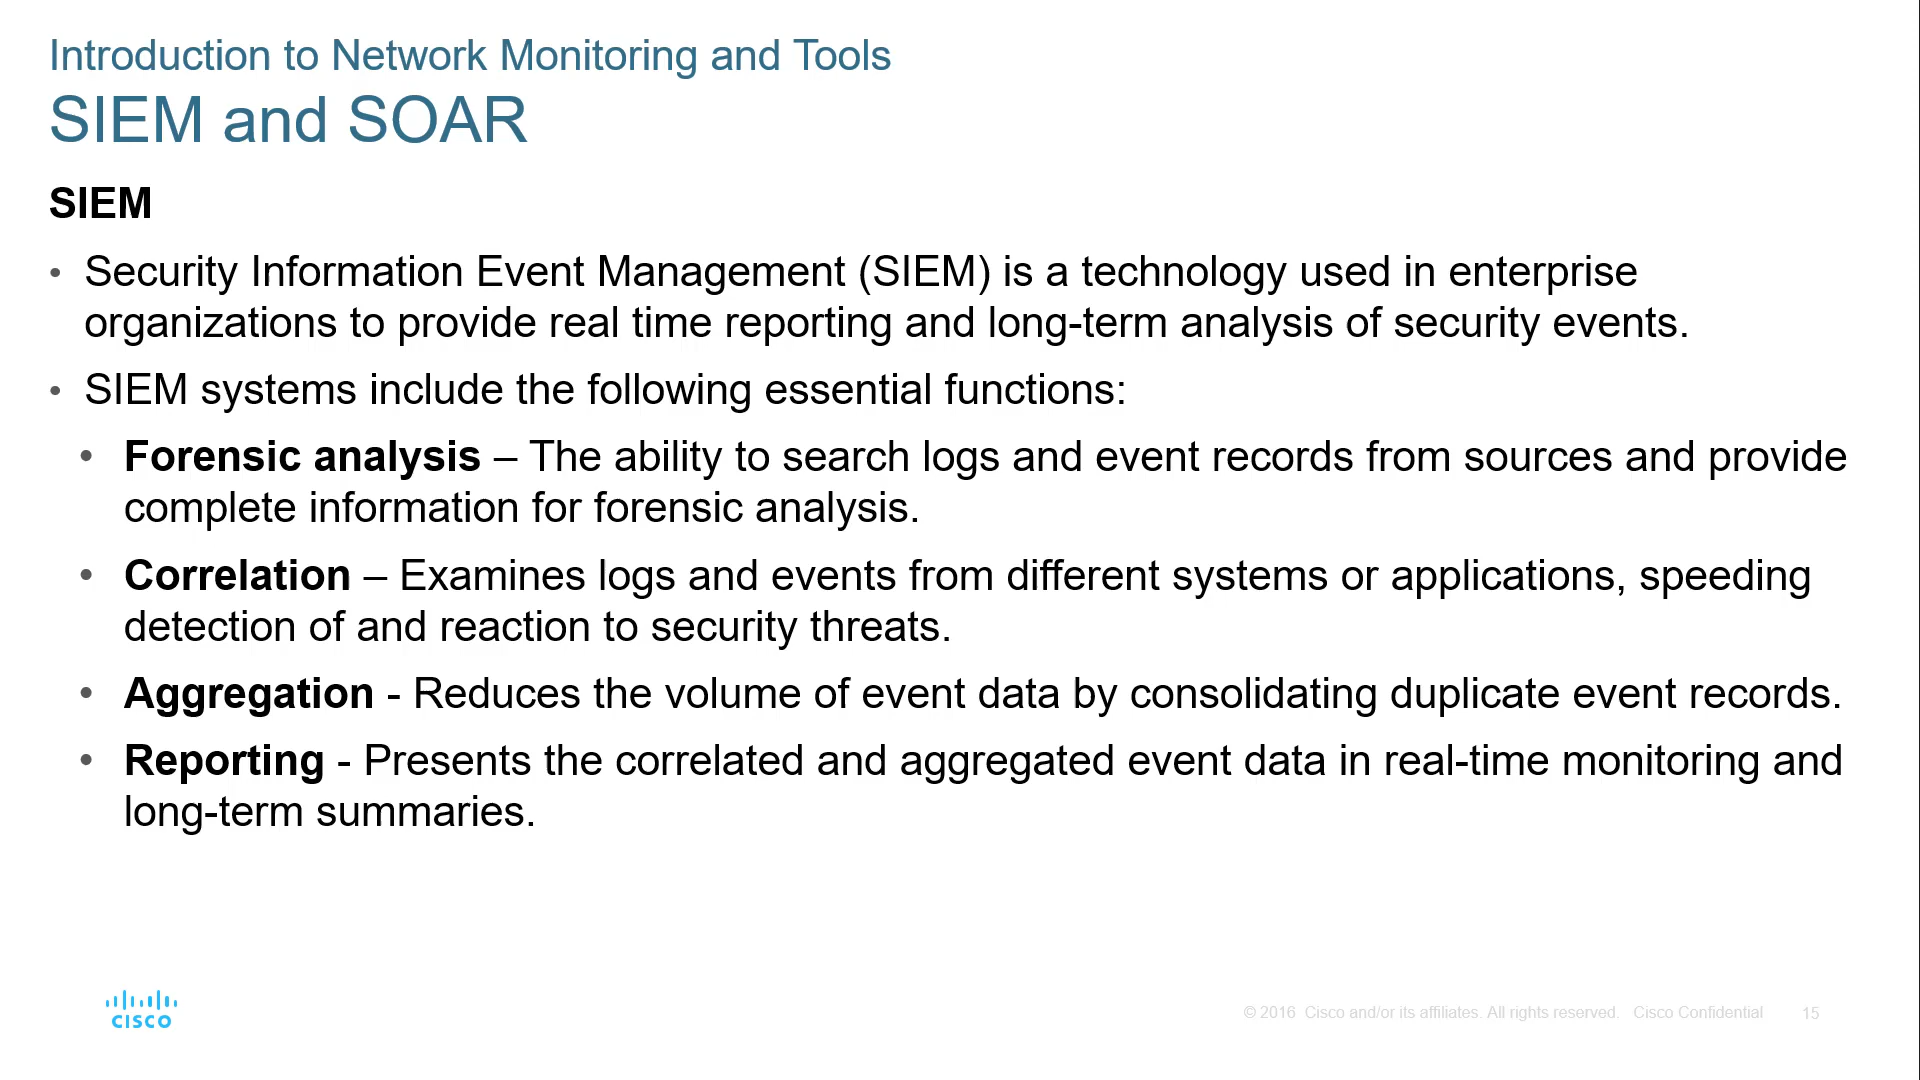 Introduction to Network Monitoring and Tools
SIEM and SOAR
SIEM
• Security Information Event Management (SIEM) is a technology used in enterprise
organizations to provide real time reporting and long-term analysis of security events.
• SIEM systems include the following essential functions:
• Forensic analysis – The ability to search logs and event records from sources and provide
complete information for forensic analysis.
• Correlation – Examines logs and events from different systems or applications, speeding
detection of and reaction to security threats.
• Aggregation - Reduces the volume of event data by consolidating duplicate event records.
• Reporting - Presents the correlated and aggregated event data in real-time monitoring and
long-term summaries.
CISCO
© 2016 Cisco and/or its affiliates. All rights reserved. Cisco Confidential 15